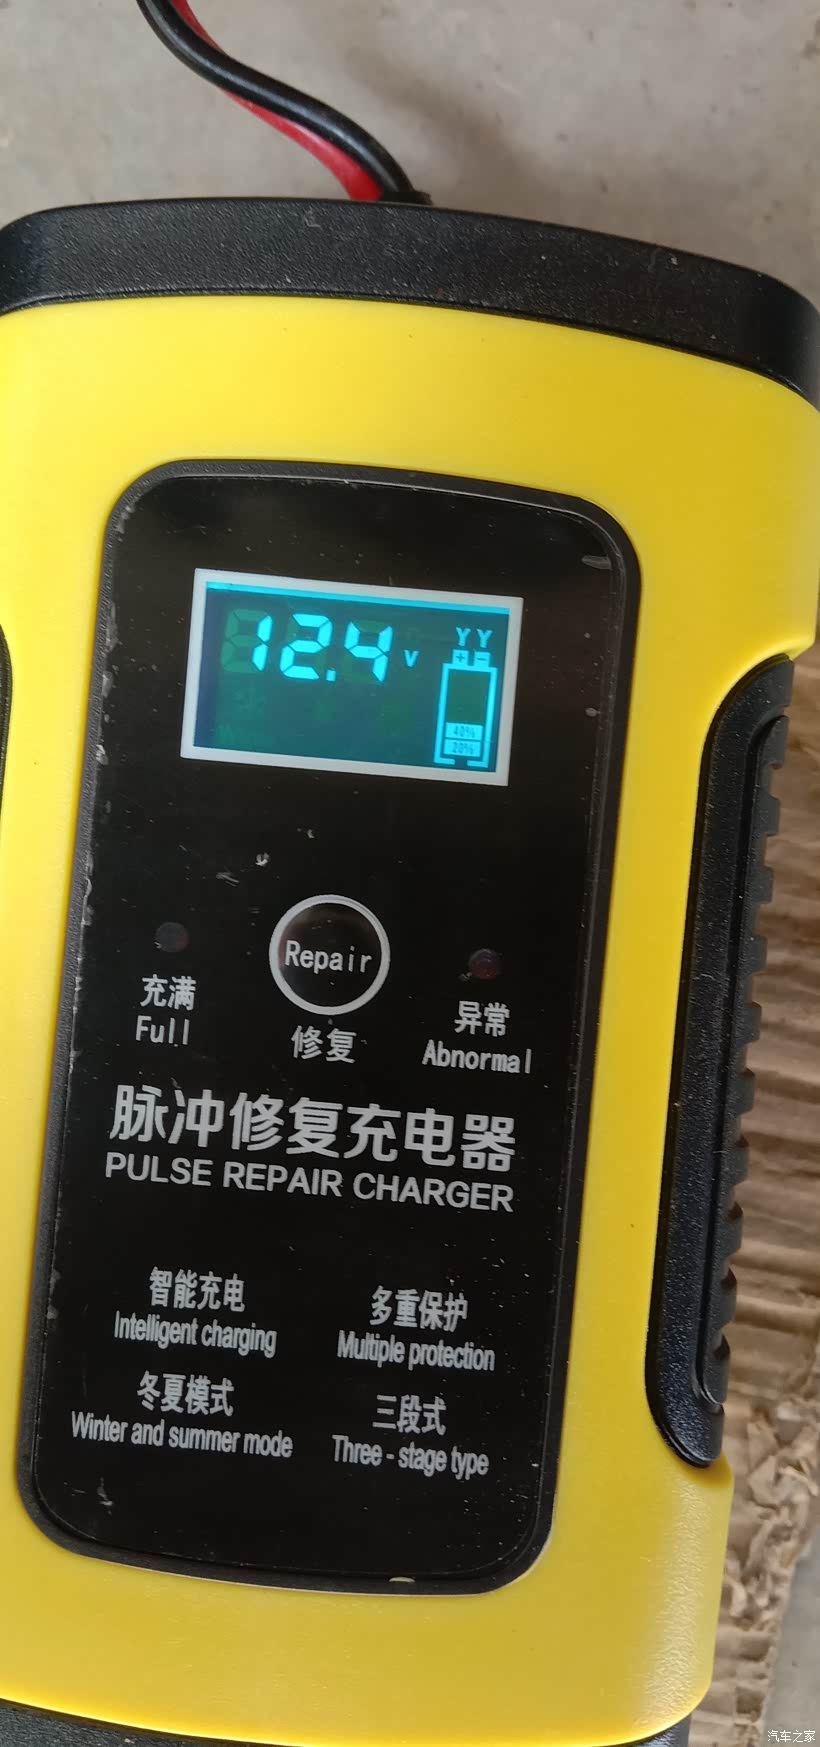 12.4 V
Y Y
+ -
40%
20%
Repair
充满
Full
修复
异常
Abnormal
脉冲修复充电器
PULSE REPAIR CHARGER
智能充电
Intelligent charging
多重保护
Multiple protection
冬夏模式
Winter and summer mode
三段式
Three - stage type
汽车之家